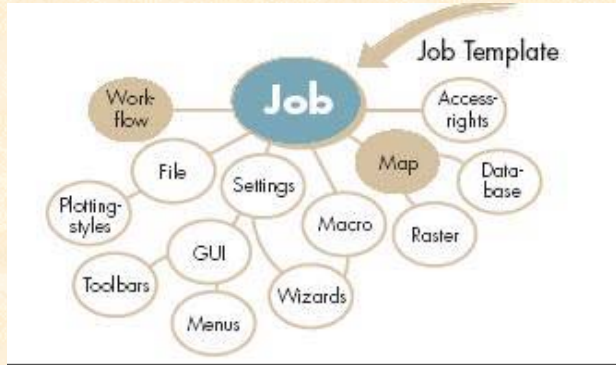 Job Template
Job
Work-
flow
Access-
rights
File
Settings
Map
Data-
base
Plotting-
styles
Macro
Raster
GUI
Toolbars
Wizards
Menus